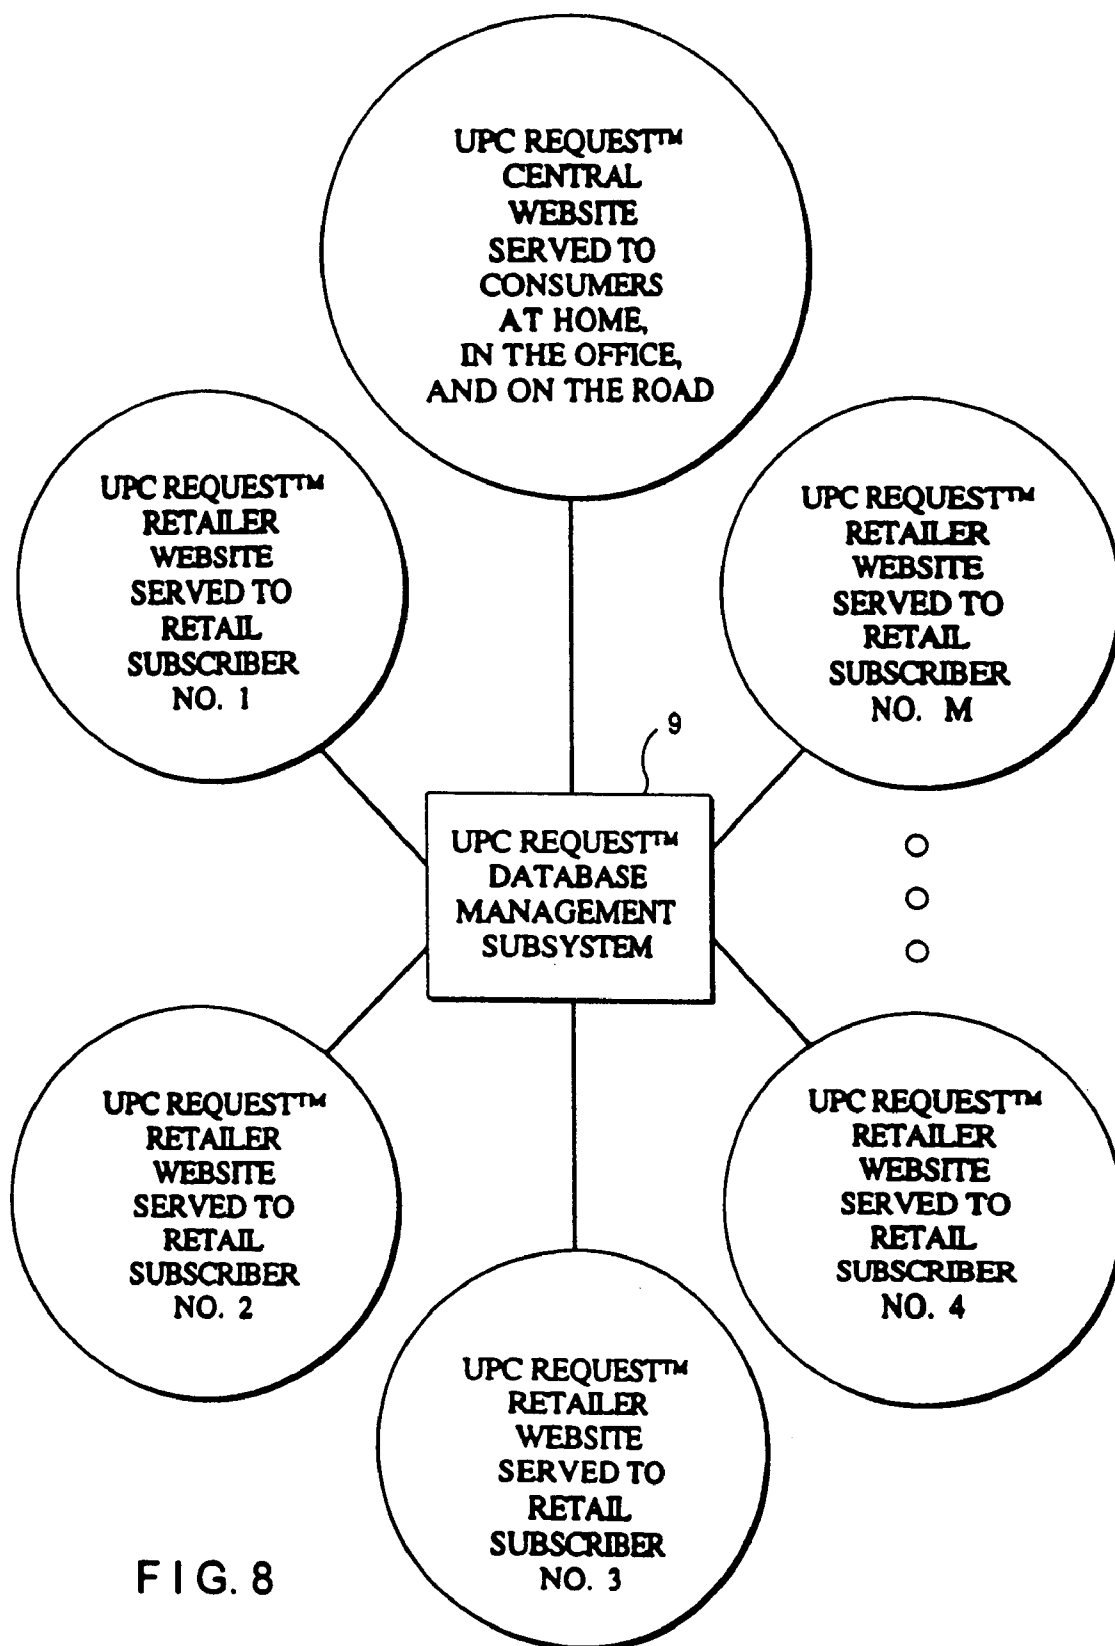 UPC REQUEST™
CENTRAL
WEBSITE
SERVED TO
CONSUMERS
AT HOME,
IN THE OFFICE,
AND ON THE ROAD
UPC REQUEST™
RETAILER
WEBSITE
SERVED TO
RETAIL
SUBSCRIBER
NO. 1
UPC REQUEST™
RETAILER
WEBSITE
SERVED TO
RETAIL
SUBSCRIBER
NO. M
9
UPC REQUEST™
DATABASE
MANAGEMENT
SUBSYSTEM
UPC REQUEST™
RETAILER
WEBSITE
SERVED TO
RETAIL
SUBSCRIBER
NO. 2
UPC REQUEST™
RETAILER
WEBSITE
SERVED TO
RETAIL
SUBSCRIBER
NO. 4
UPC REQUEST™
RETAILER
WEBSITE
SERVED TO
RETAIL
SUBSCRIBER
NO. 3
FIG. 8